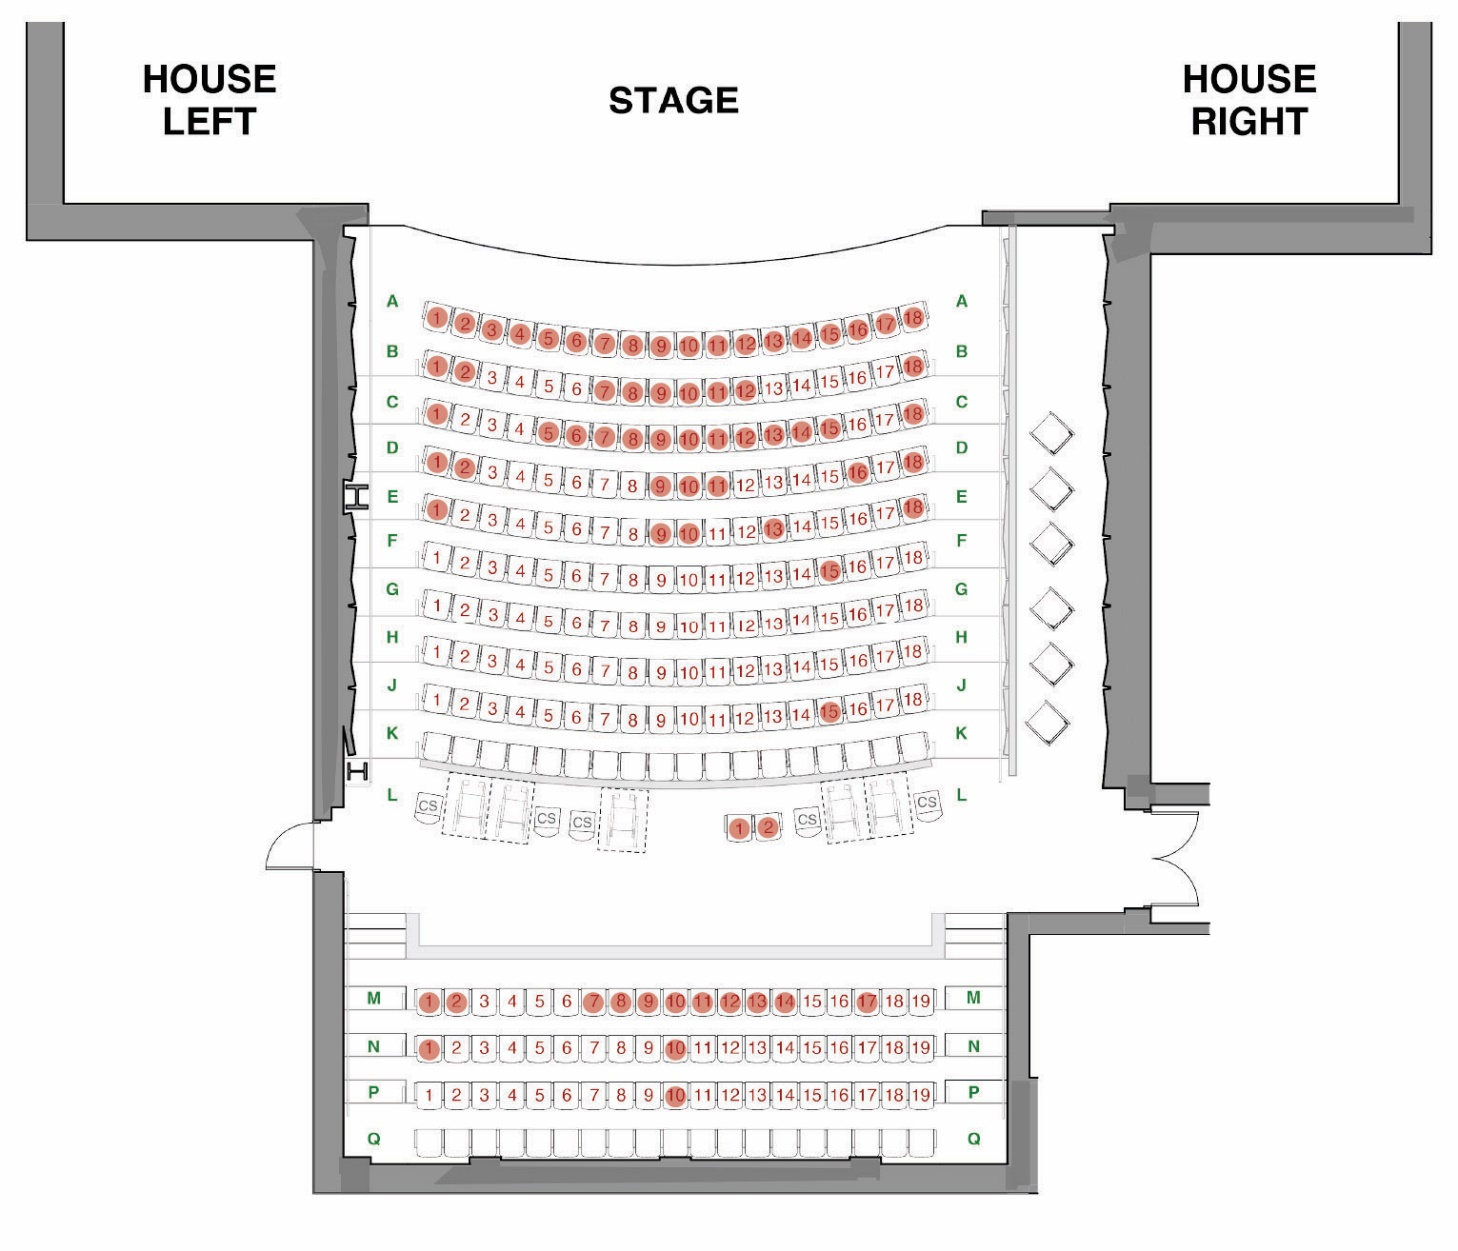 HOUSE
LEFT
STAGE
HOUSE
RIGHT
A 1 2 3 4 5 6 7 8 9 10 11 12 13 14 15 16 17 18 A
B 1 2 3 4 5 6 7 8 9 10 11 12 13 14 15 16 17 18 B
C 1 2 3 4 5 6 7 8 9 10 11 12 13 14 15 16 17 18 C
D 1 2 3 4 5 6 7 8 9 10 11 12 13 14 15 16 17 18 D
E 1 2 3 4 5 6 7 8 9 10 11 12 13 14 15 16 17 18 E
F 1 2 3 4 5 6 7 8 9 10 11 12 13 14 15 16 17 18 F
G 1 2 3 4 5 6 7 8 9 10 11 12 13 14 15 16 17 18 G
H 1 2 3 4 5 6 7 8 9 10 11 12 13 14 15 16 17 18 H
J 1 2 3 4 5 6 7 8 9 10 11 12 13 14 15 16 17 18 J
K K
L CS CS CS 1 2 CS CS L
M 1 2 3 4 5 6 7 8 9 10 11 12 13 14 15 16 17 18 19 M
N 1 2 3 4 5 6 7 8 9 10 11 12 13 14 15 16 17 18 19 N
P 1 2 3 4 5 6 7 8 9 10 11 12 13 14 15 16 17 18 19 P
Q Q